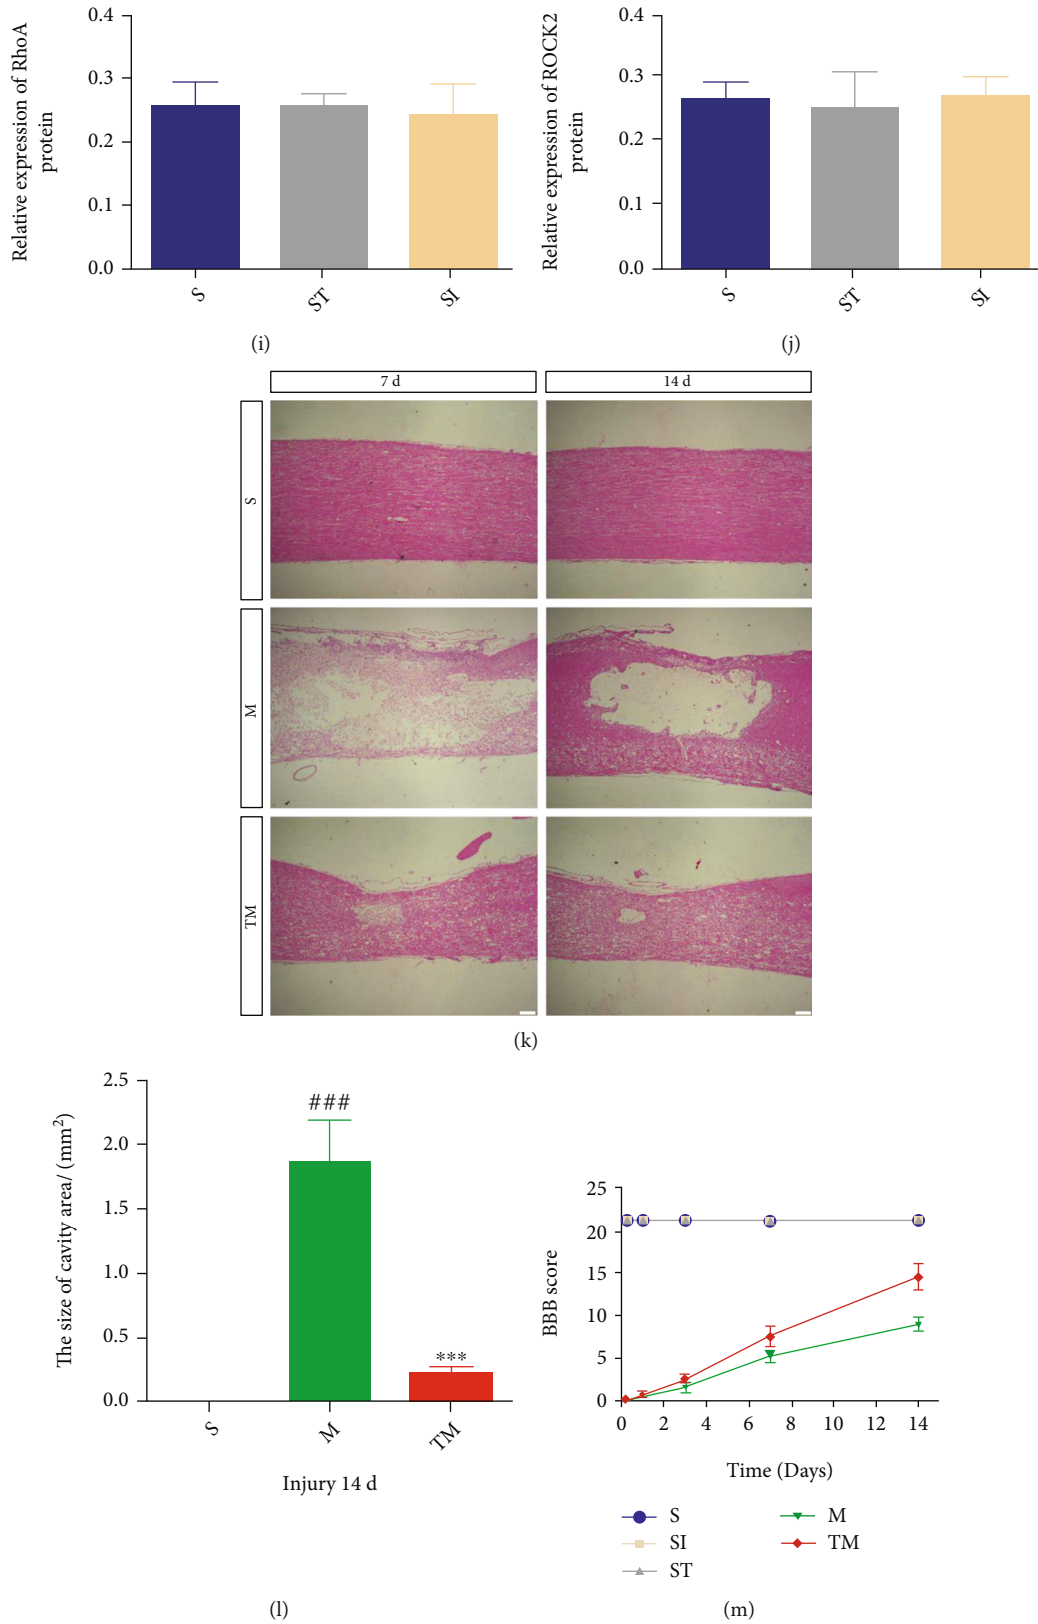 Relative expression of RhoA
protein
0.4
0.3
0.2
0.1
0.0
S
ST
SI
(i)
Relative expression of ROCK2
protein
0.4
0.3
0.2
0.1
0.0
S
ST
SI
(j)
7 d
14 d
S
M
TM
(k)
The size of cavity area/ (mm²)
2.5
2.0
1.5
1.0
0.5
0.0
###
***
S
M
TM
Injury 14 d
(l)
BBB score
25
20
15
10
5
0
0 2 4 6 8 10 12 14
Time (Days)
S
SI
ST
M
TM
(m)